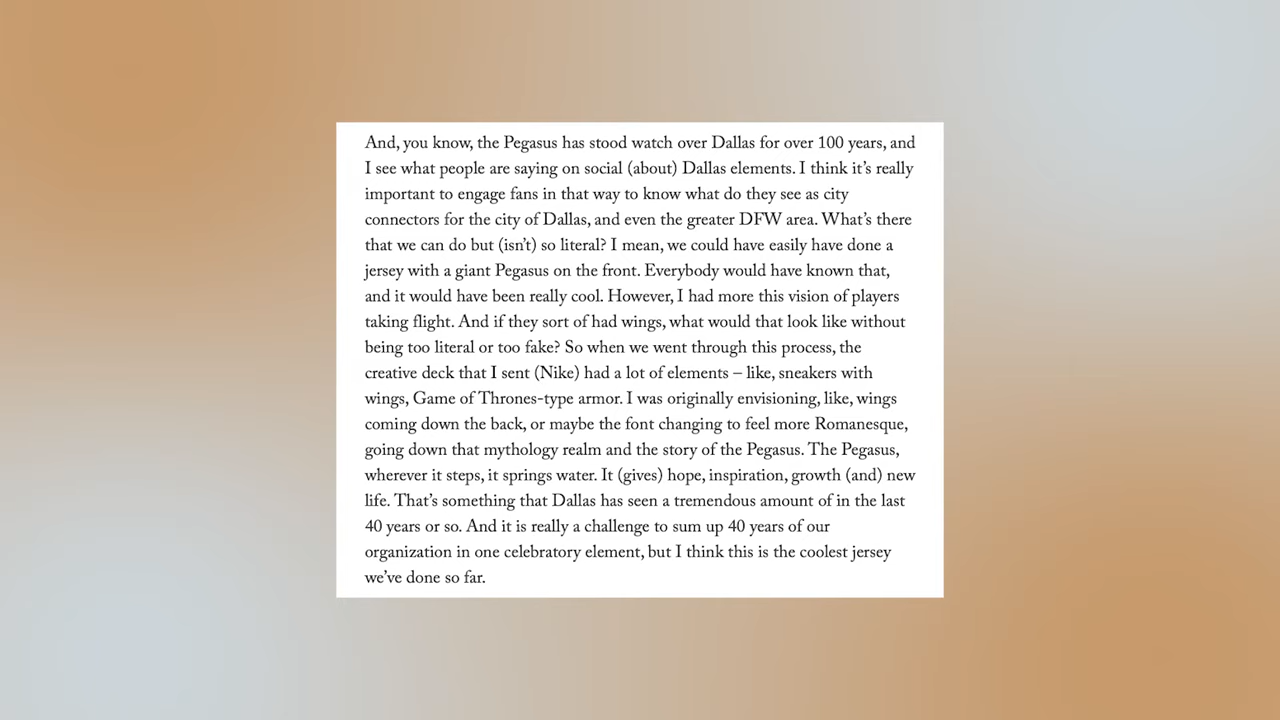 And, you know, the Pegasus has stood watch over Dallas for over 100 years, and
I see what people are saying on social (about) Dallas elements. I think it’s really
important to engage fans in that way to know what do they see as city
connectors for the city of Dallas, and even the greater DFW area. What’s there
that we can do but (isn’t) so literal? I mean, we could have easily have done a
jersey with a giant Pegasus on the front. Everybody would have known that,
and it would have been really cool. However, I had more this vision of players
taking flight. And if they sort of had wings, what would that look like without
being too literal or too fake? So when we went through this process, the
creative deck that I sent (Nike) had a lot of elements – like, sneakers with
wings, Game of Thrones-type armor. I was originally envisioning, like, wings
coming down the back, or maybe the font changing to feel more Romanesque,
going down that mythology realm and the story of the Pegasus. The Pegasus,
wherever it steps, it springs water. It (gives) hope, inspiration, growth (and) new
life. That’s something that Dallas has seen a tremendous amount of in the last
40 years or so. And it is really a challenge to sum up 40 years of our
organization in one celebratory element, but I think this is the coolest jersey
we’ve done so far.